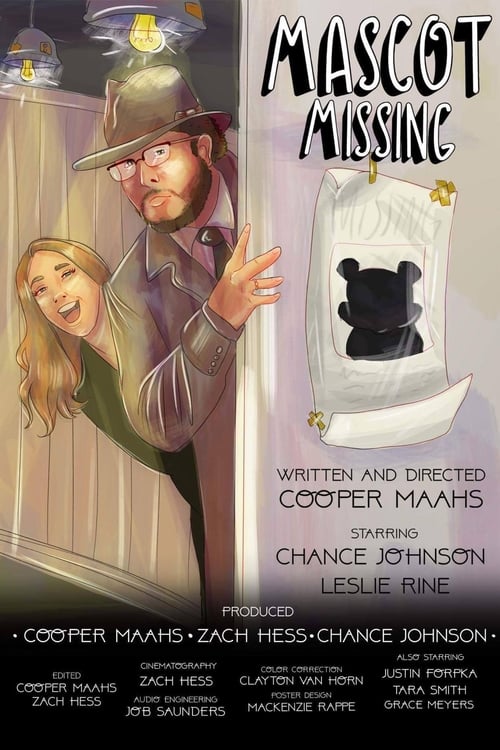 MASCOT
MISSING
MISSING
WRITTEN AND DIRECTED
COOPER MAAHS
STARRING
CHANCE JOHNSON
LESLIE RINE
PRODUCED
• COOPER MAAHS • ZACH HESS • CHANCE JOHNSON •
EDITED
COOPER MAAHS
ZACH HESS
CINEMATOGRAPHY
ZACH HESS
AUDIO ENGINEERING
JOB SAUNDERS
COLOR CORRECTION
CLAYTON VAN HORN
POSTER DESIGN
MACKENZIE RAPPE
ALSO STARRING
JUSTIN FORPKA
TARA SMITH
GRACE MEYERS